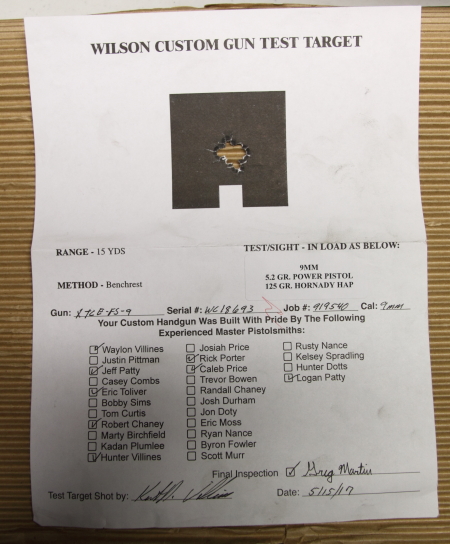 WILSON CUSTOM GUN TEST TARGET
RANGE - 15 YDS
TEST/SIGHT - IN LOAD AS BELOW:
9MM
METHOD - Benchrest
5.2 GR. POWER PISTOL
125 GR. HORNADY HAP
Gun: XTCE-FS-9 Serial #: WC18693 Job #: 919540 Cal: 9mm
Your Custom Handgun Was Built With Pride By The Following
Experienced Master Pistolsmiths:
Waylon Villines
Justin Pittman
Jeff Patty
Casey Combs
Eric Toliver
Bobby Sims
Tom Curtis
Robert Chaney
Marty Birchfield
Kadan Plumlee
Hunter Villines
Josiah Price
Rick Porter
Caleb Price
Trevor Bowen
Randall Chaney
Josh Durham
Jon Doty
Eric Moss
Ryan Nance
Byron Fowler
Scott Murr
Rusty Nance
Kelsey Spradling
Hunter Dotts
Logan Patty
Final Inspection Greg Martin
Test Target Shot by:
Date: 5/15/17